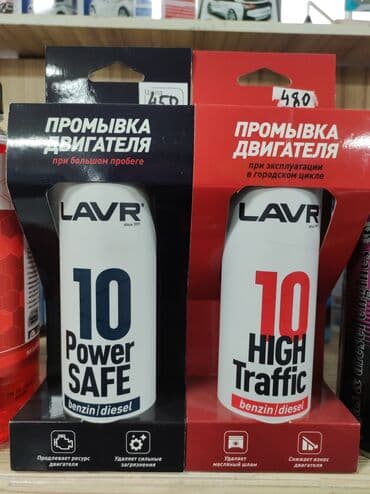 450
ПРОМЫВКА
ДВИГАТЕЛЯ
при большом пробеге
LAVR
10
Power
SAFE
benzin | diesel
Продлевает ресурс
двигателя
Удаляет сильные
загрязнения
480
ПРОМЫВКА
ДВИГАТЕЛЯ
при эксплуатации
в городском цикле
LAVR
10
HIGH
Traffic
benzin | diesel
Удаляет
масляный шлам
Снижает износ
двигателя